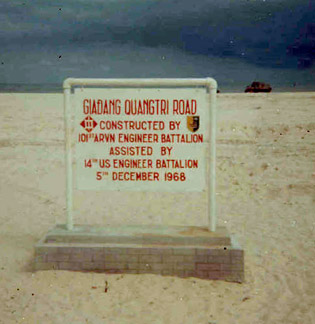 GIADANG QUANGTRI ROAD
CONSTRUCTED BY
101ST ARVN ENGINEER BATTALION
ASSISTED BY
14TH US ENGINEER BATTALION
5TH DECEMBER 1968